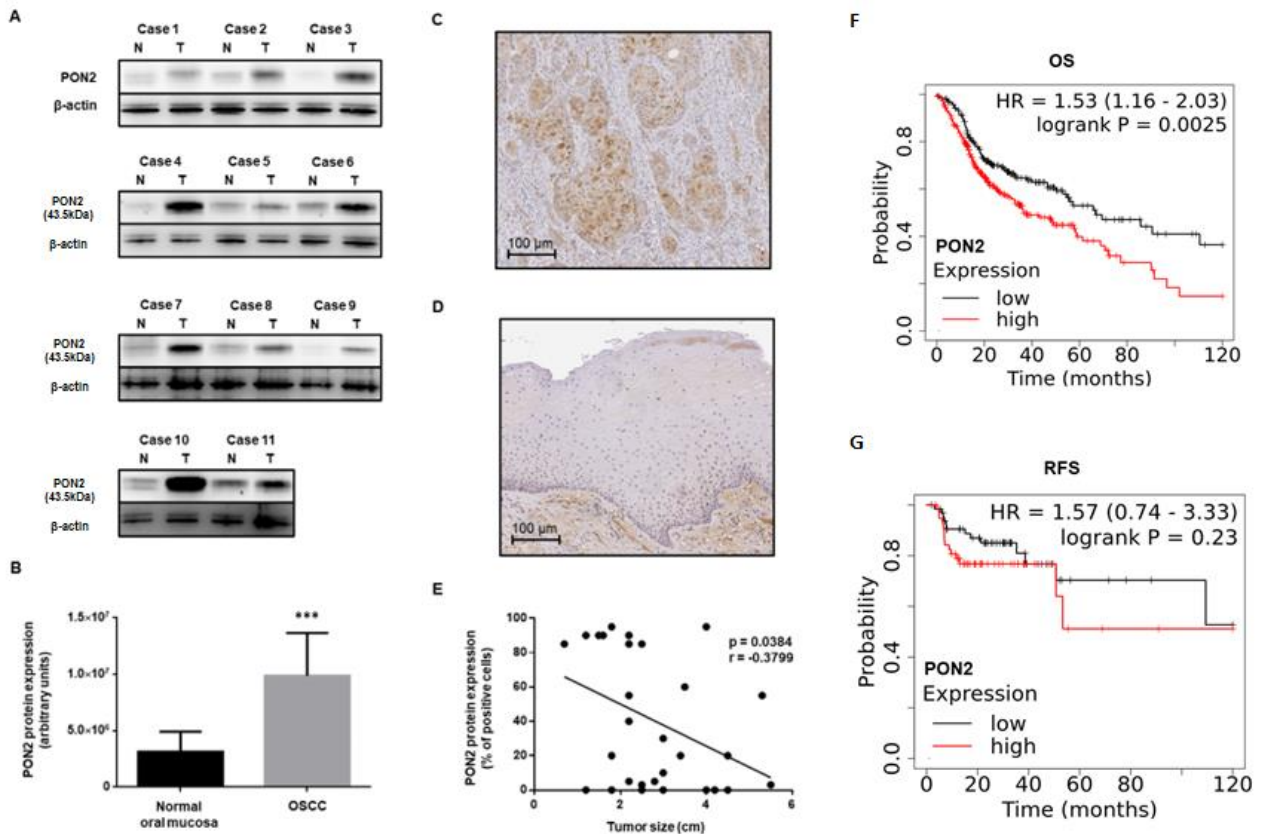 A
Case 1 Case 2 Case 3
N T N T N T
PON2
β-actin
Case 4 Case 5 Case 6
N T N T N T
PON2
(43.5kDa)
β-actin
Case 7 Case 8 Case 9
N T N T N T
PON2
(43.5kDa)
β-actin
Case 10 Case 11
N T N T
PON2
(43.5kDa)
β-actin
B
PON2 protein expression
(arbitrary units)
1.5×10⁷
1.0×10⁷
5.0×10⁶
0
***
Normal
oral mucosa
OSCC
C
100 µm
D
100 µm
E
PON2 protein expression
(% of positive cells)
100
80
60
40
20
0
p = 0.0384
r = -0.3799
0 2 4 6
Tumor size (cm)
F
OS
HR = 1.53 (1.16 - 2.03)
logrank P = 0.0025
Probability
0.8
0.4
0.0
PON2
Expression
low
high
0 20 40 60 80 120
Time (months)
G
RFS
HR = 1.57 (0.74 - 3.33)
logrank P = 0.23
Probability
0.8
0.4
0.0
PON2
Expression
low
high
0 20 40 60 80 120
Time (months)